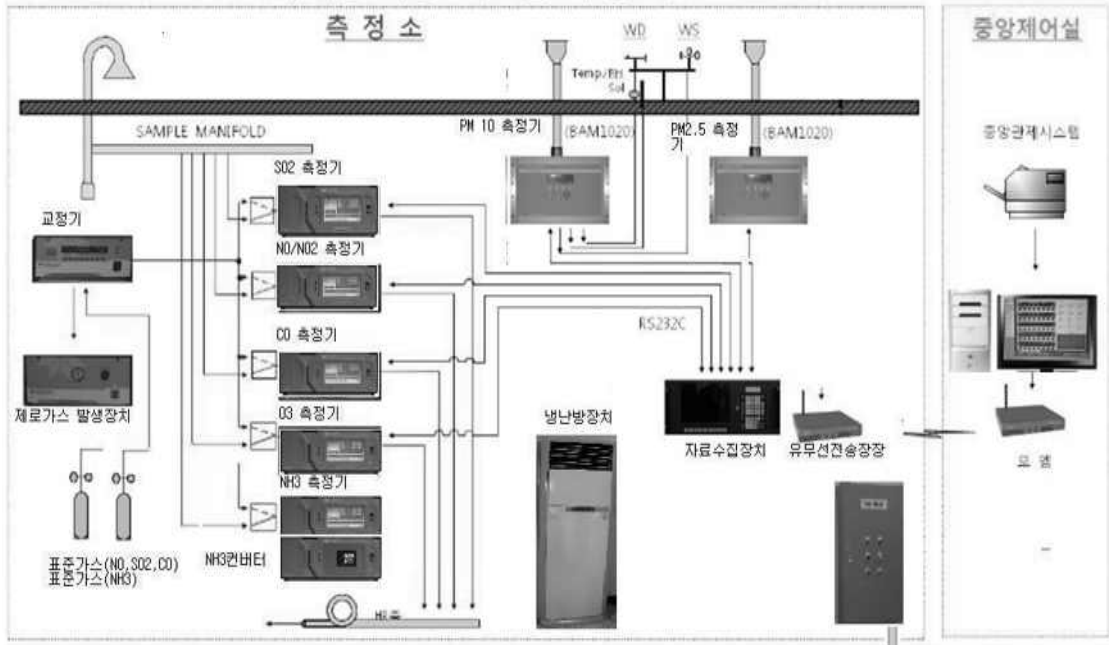 측 정 소
중앙제어실
WD
WS
Temp/RH
Sol
SAMPLE MANIFOLD
PM 10 측정기
(BAM1020)
PM2.5 측정
기
(BAM1020)
중앙관제시스템
SO2 측정기
교정기
NO/NO2 측정기
RS232C
CO 측정기
제로가스 발생장치
O3 측정기
냉난방장치
자료수집장치
유무선전송장장
모 뎀
NH3 측정기
NH3컨버터
표준가스(NO,SO2,CO)
표준가스(NH3)